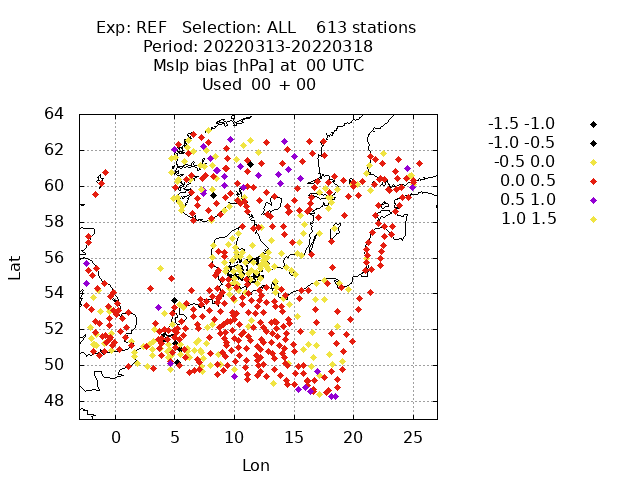 Exp: REF   Selection: ALL    613 stations
Period: 20220313-20220318
Mslp bias [hPa] at  00 UTC
Used  00 + 00
-1.5 -1.0
-1.0 -0.5
-0.5 0.0
0.0 0.5
0.5 1.0
1.0 1.5
64
62
60
58
56
54
52
50
48
Lat
0 5 10 15 20 25
Lon